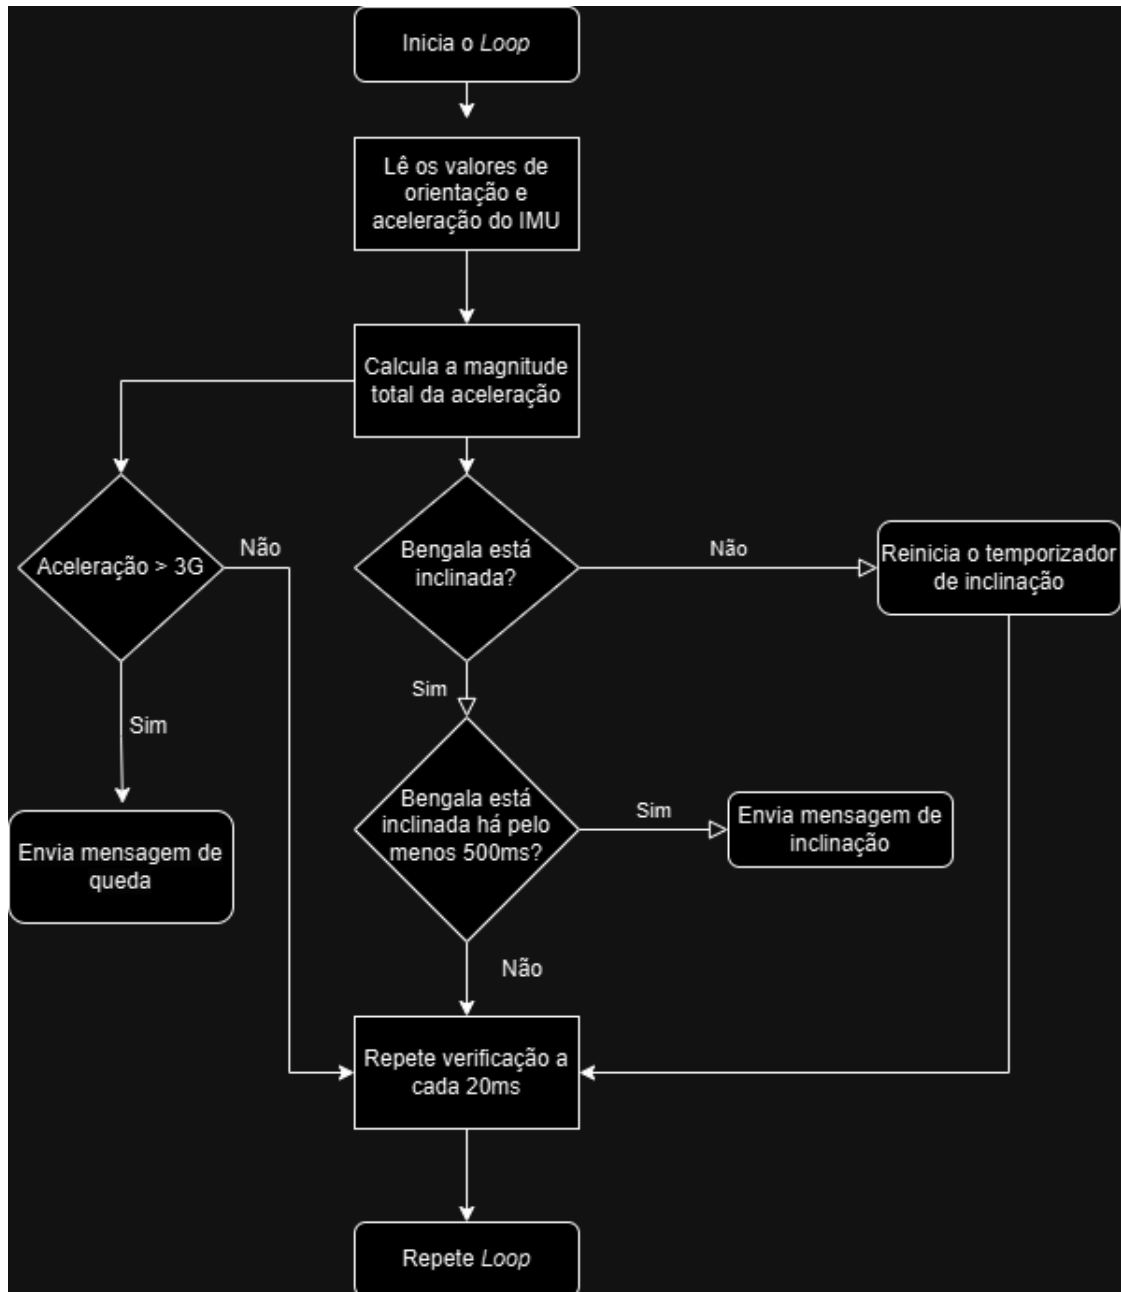 Inicia o Loop
Lê os valores de
orientação e
aceleração do IMU
Calcula a magnitude
total da aceleração
Aceleração > 3G
Não
Bengala está
inclinada?
Não
Reinicia o temporizador
de inclinação
Sim
Sim
Bengala está
inclinada há pelo
menos 500ms?
Sim
Envia mensagem de
inclinação
Envia mensagem de
queda
Não
Repete verificação a
cada 20ms
Repete Loop